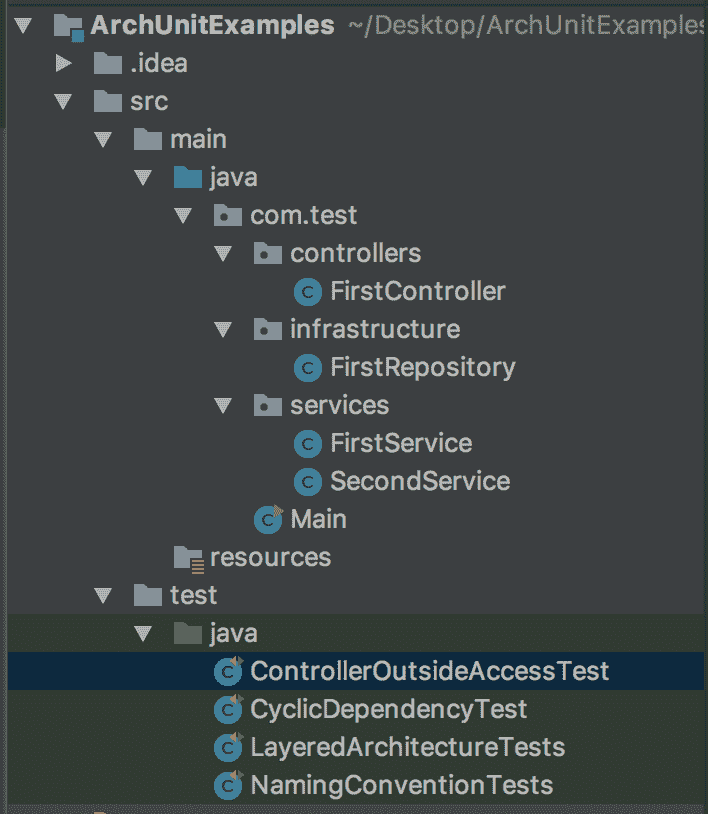 ArchUnitExamples ~/Desktop/ArchUnitExamples
.idea
src
main
java
com.test
controllers
C FirstController
infrastructure
C FirstRepository
services
C FirstService
C SecondService
C Main
resources
test
java
C ControllerOutsideAccessTest
C CyclicDependencyTest
C LayeredArchitectureTests
C NamingConventionTests